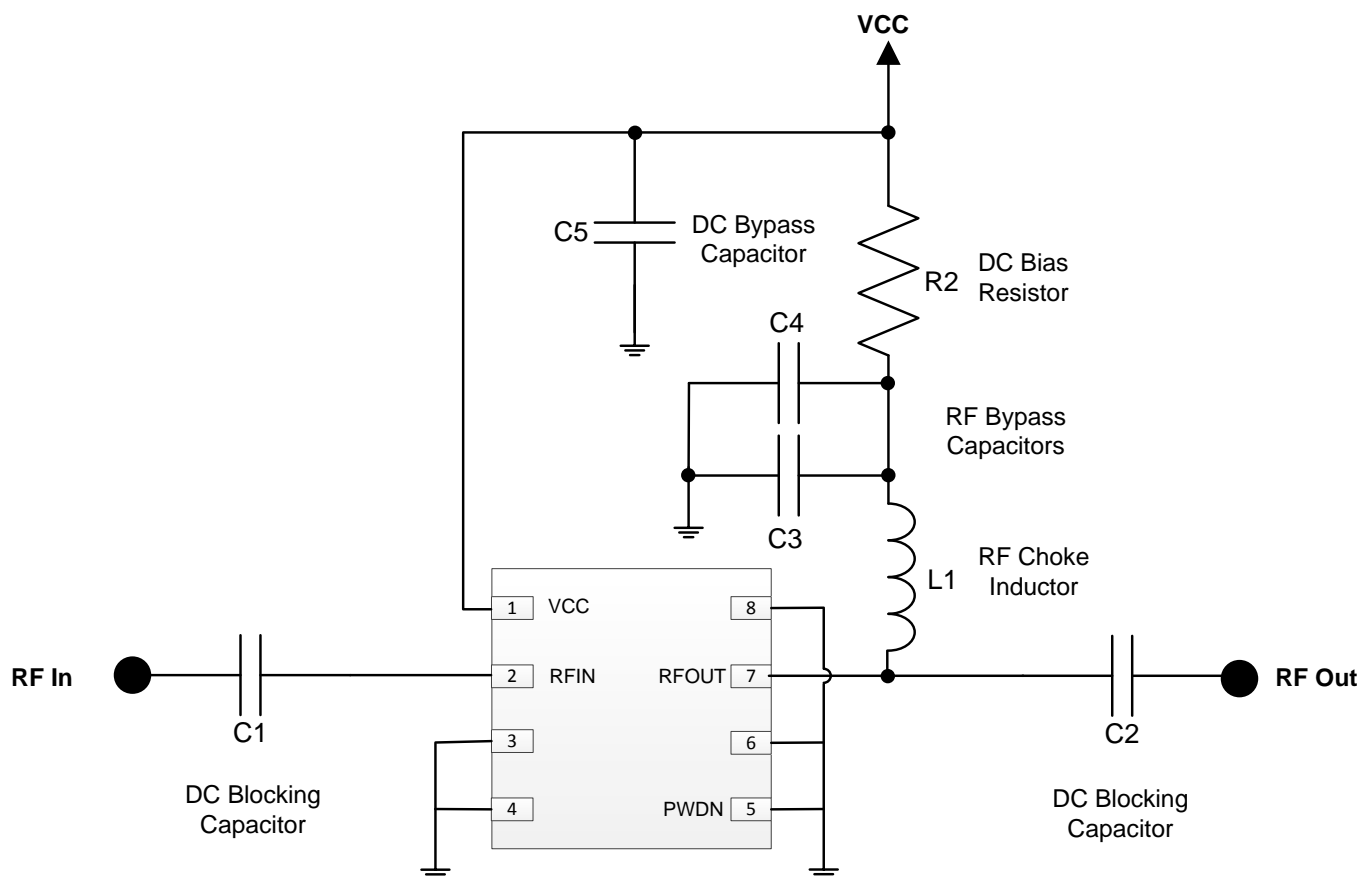 VCC
C5
DC Bypass
Capacitor
R2
DC Bias
Resistor
C4
RF Bypass
Capacitors
C3
L1
RF Choke
Inductor
1
VCC
8
RF In
C1
2
RFIN
RFOUT
7
C2
RF Out
3
6
4
PWDN
5
DC Blocking
Capacitor
DC Blocking
Capacitor